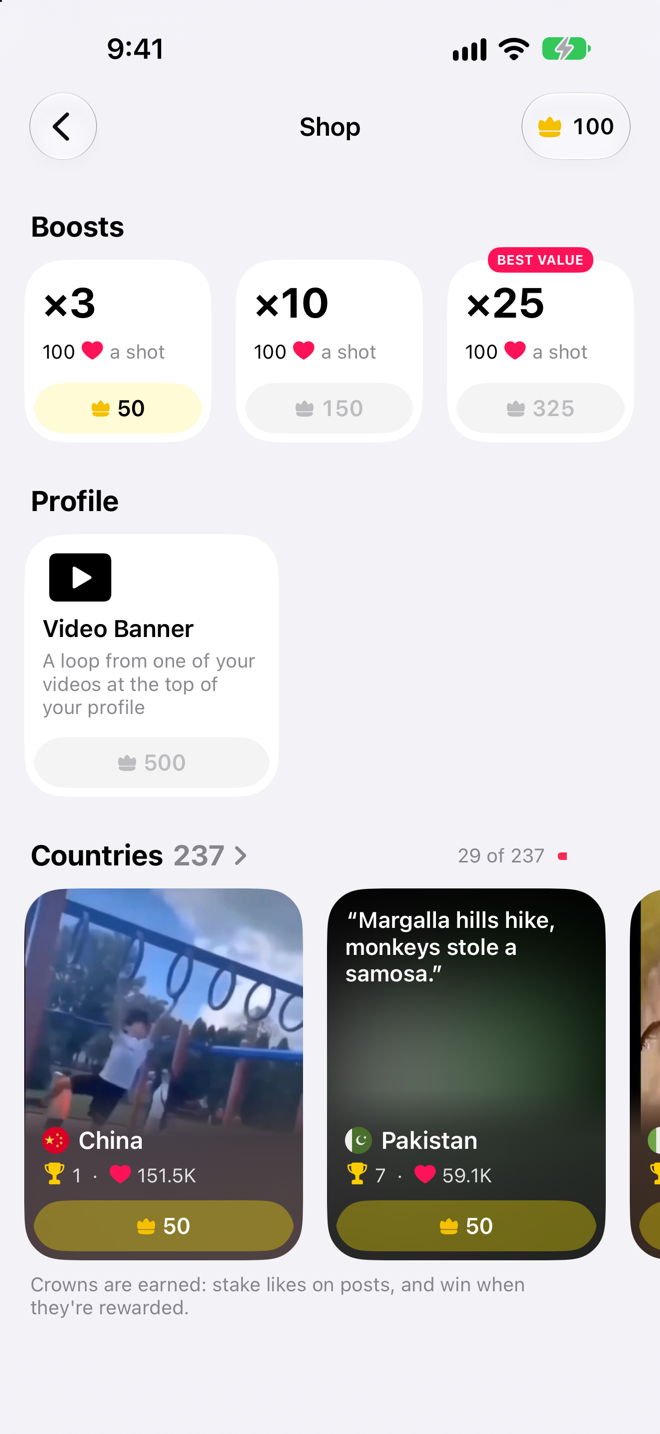 9:41
Shop
100
Boosts
BEST VALUE
×3
100 ❤️ a shot
50
×10
100 ❤️ a shot
150
×25
100 ❤️ a shot
325
Profile
Video Banner
A loop from one of your
videos at the top of
your profile
500
Countries 237
29 of 237
China
1 · ❤️ 151.5K
50
“Margalla hills hike,
monkeys stole a
samosa.”
Pakistan
7 · ❤️ 59.1K
50
Crowns are earned: stake likes on posts, and win when
they're rewarded.